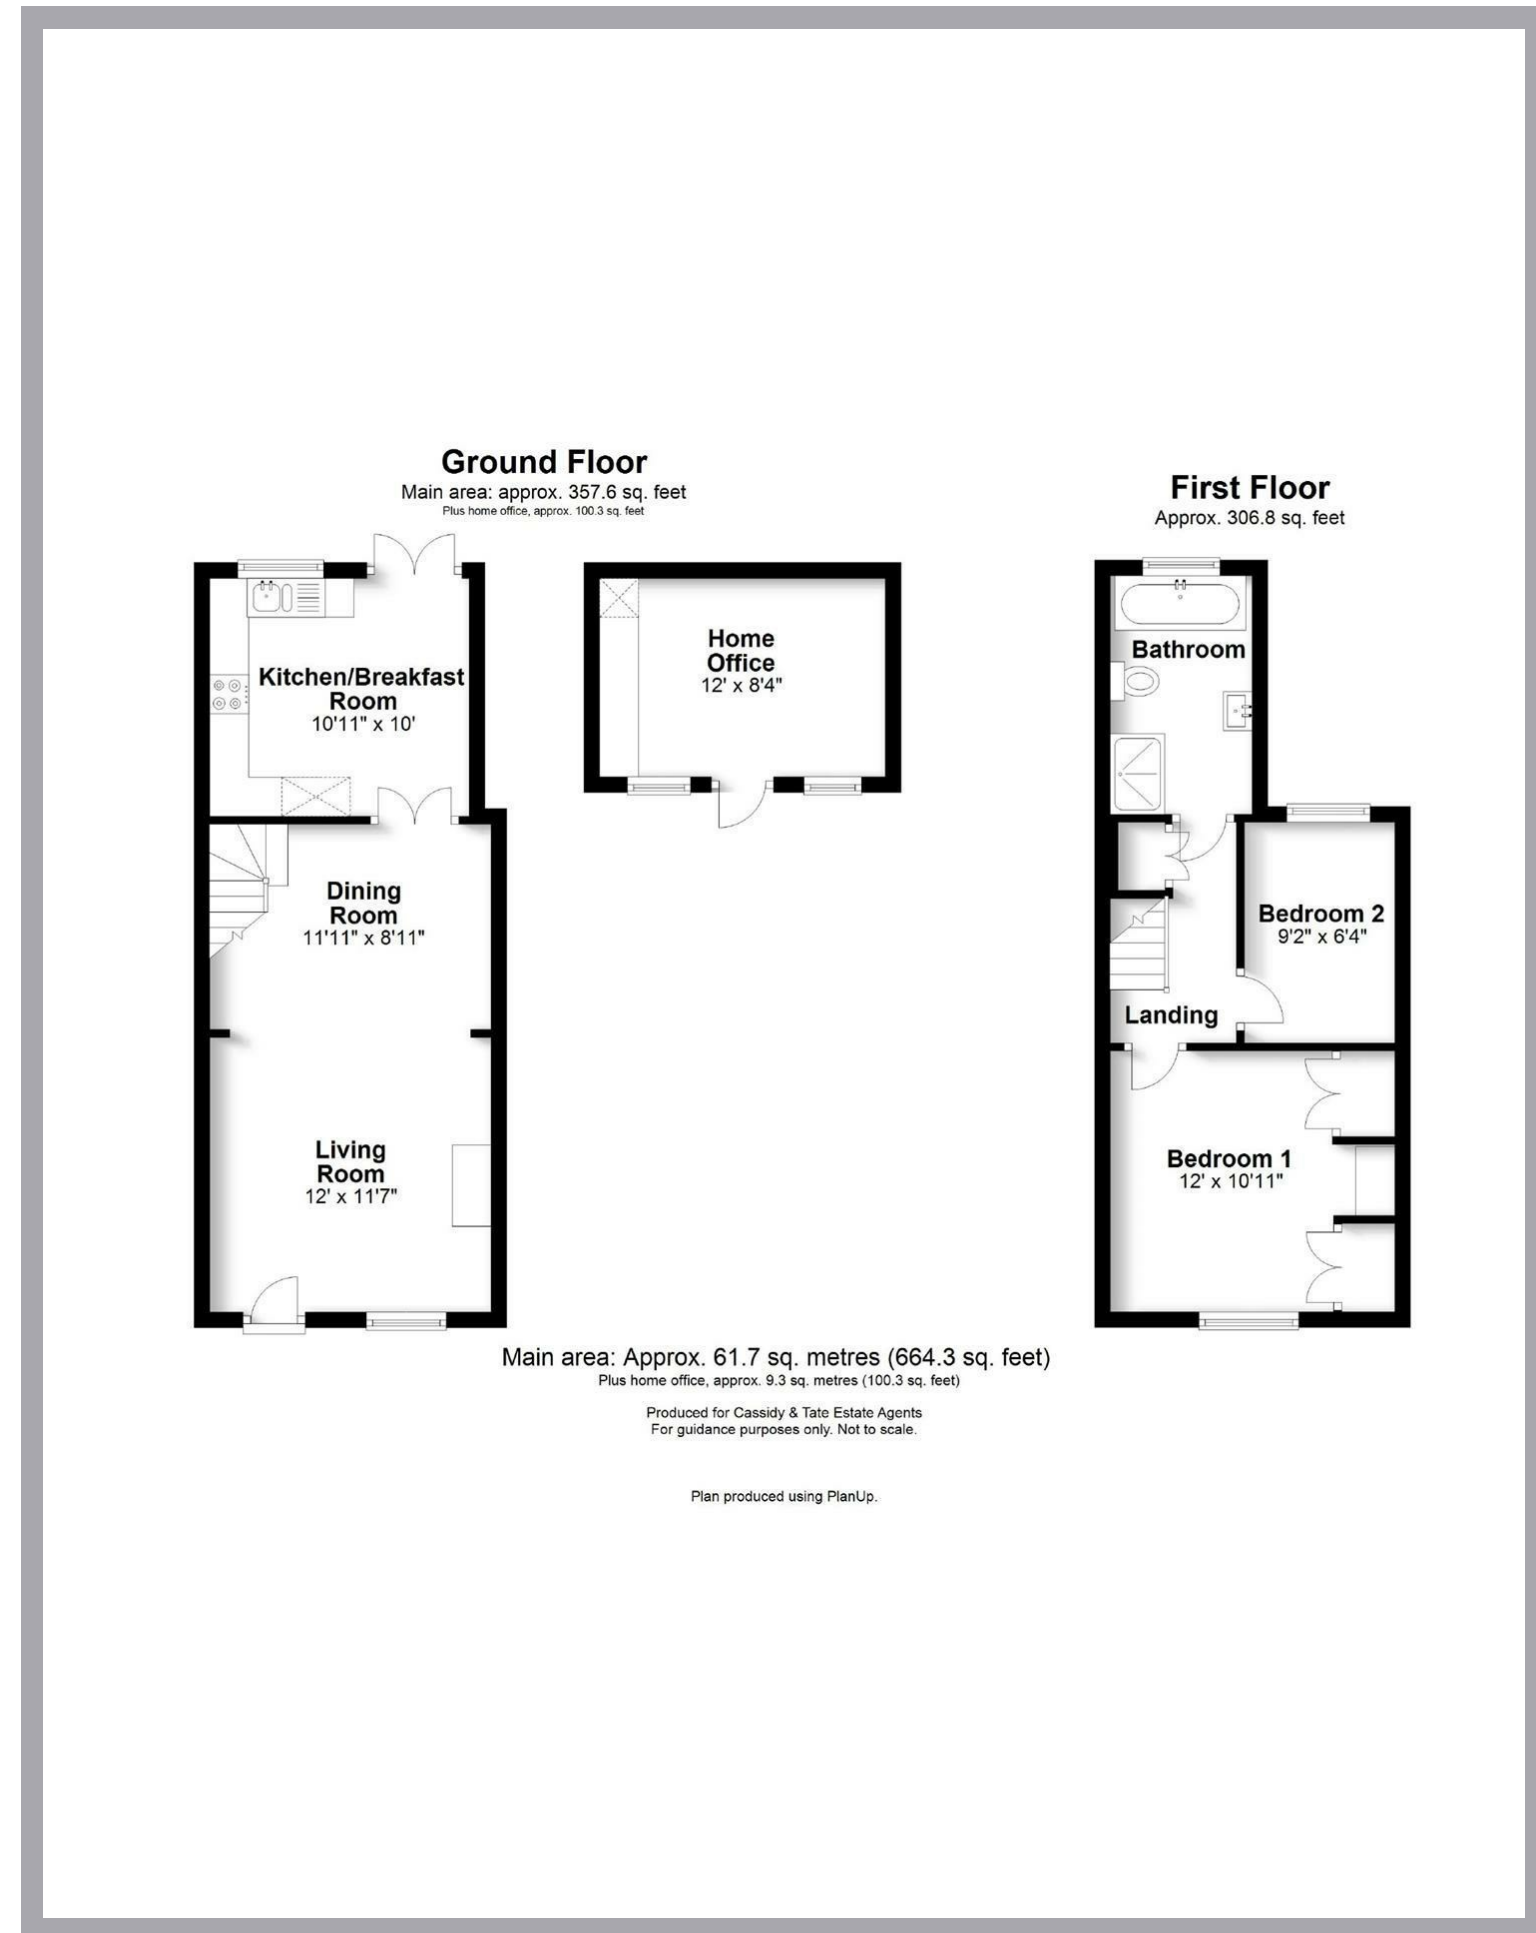 Ground Floor
Main area: approx. 357.6 sq. feet
Plus home office, approx. 100.3 sq. feet
Kitchen/Breakfast
Room
10'11" x 10'
Dining
Room
11'11" x 8'11"
Living
Room
12' x 11'7"
Home
Office
12' x 8'4"
First Floor
Approx. 306.8 sq. feet
Bathroom
Bedroom 2
9'2" x 6'4"
Landing
Bedroom 1
12' x 10'11"
Main area: Approx. 61.7 sq. metres (664.3 sq. feet)
Plus home office, approx. 9.3 sq. metres (100.3 sq. feet)
Produced for Cassidy & Tate Estate Agents
For guidance purposes only. Not to scale.
Plan produced using PlanUp.